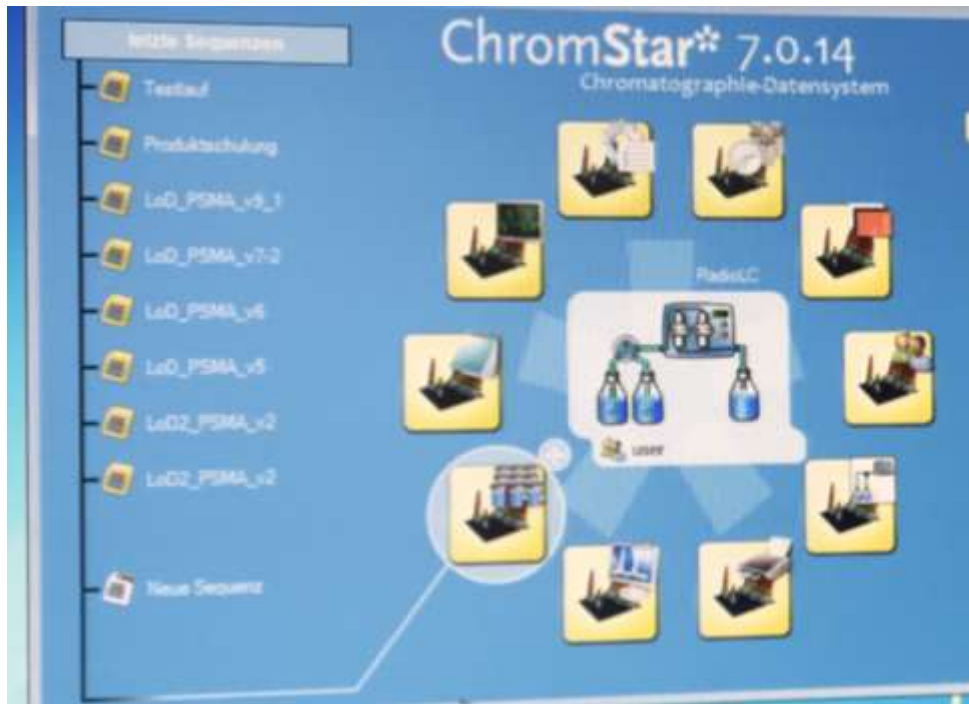 letzte Sequenzen
Testlauf
Produktschulung
LoD_PSMA_v9_1
LoD_PSMA_v7-2
LoD_PSMA_v6
LoD_PSMA_v5
LoD2_PSMA_v2
LoD2_PSMA_v2
Neue Sequenz
ChromStar* 7.0.14
Chromatographie-Datensystem
RadioLC
user